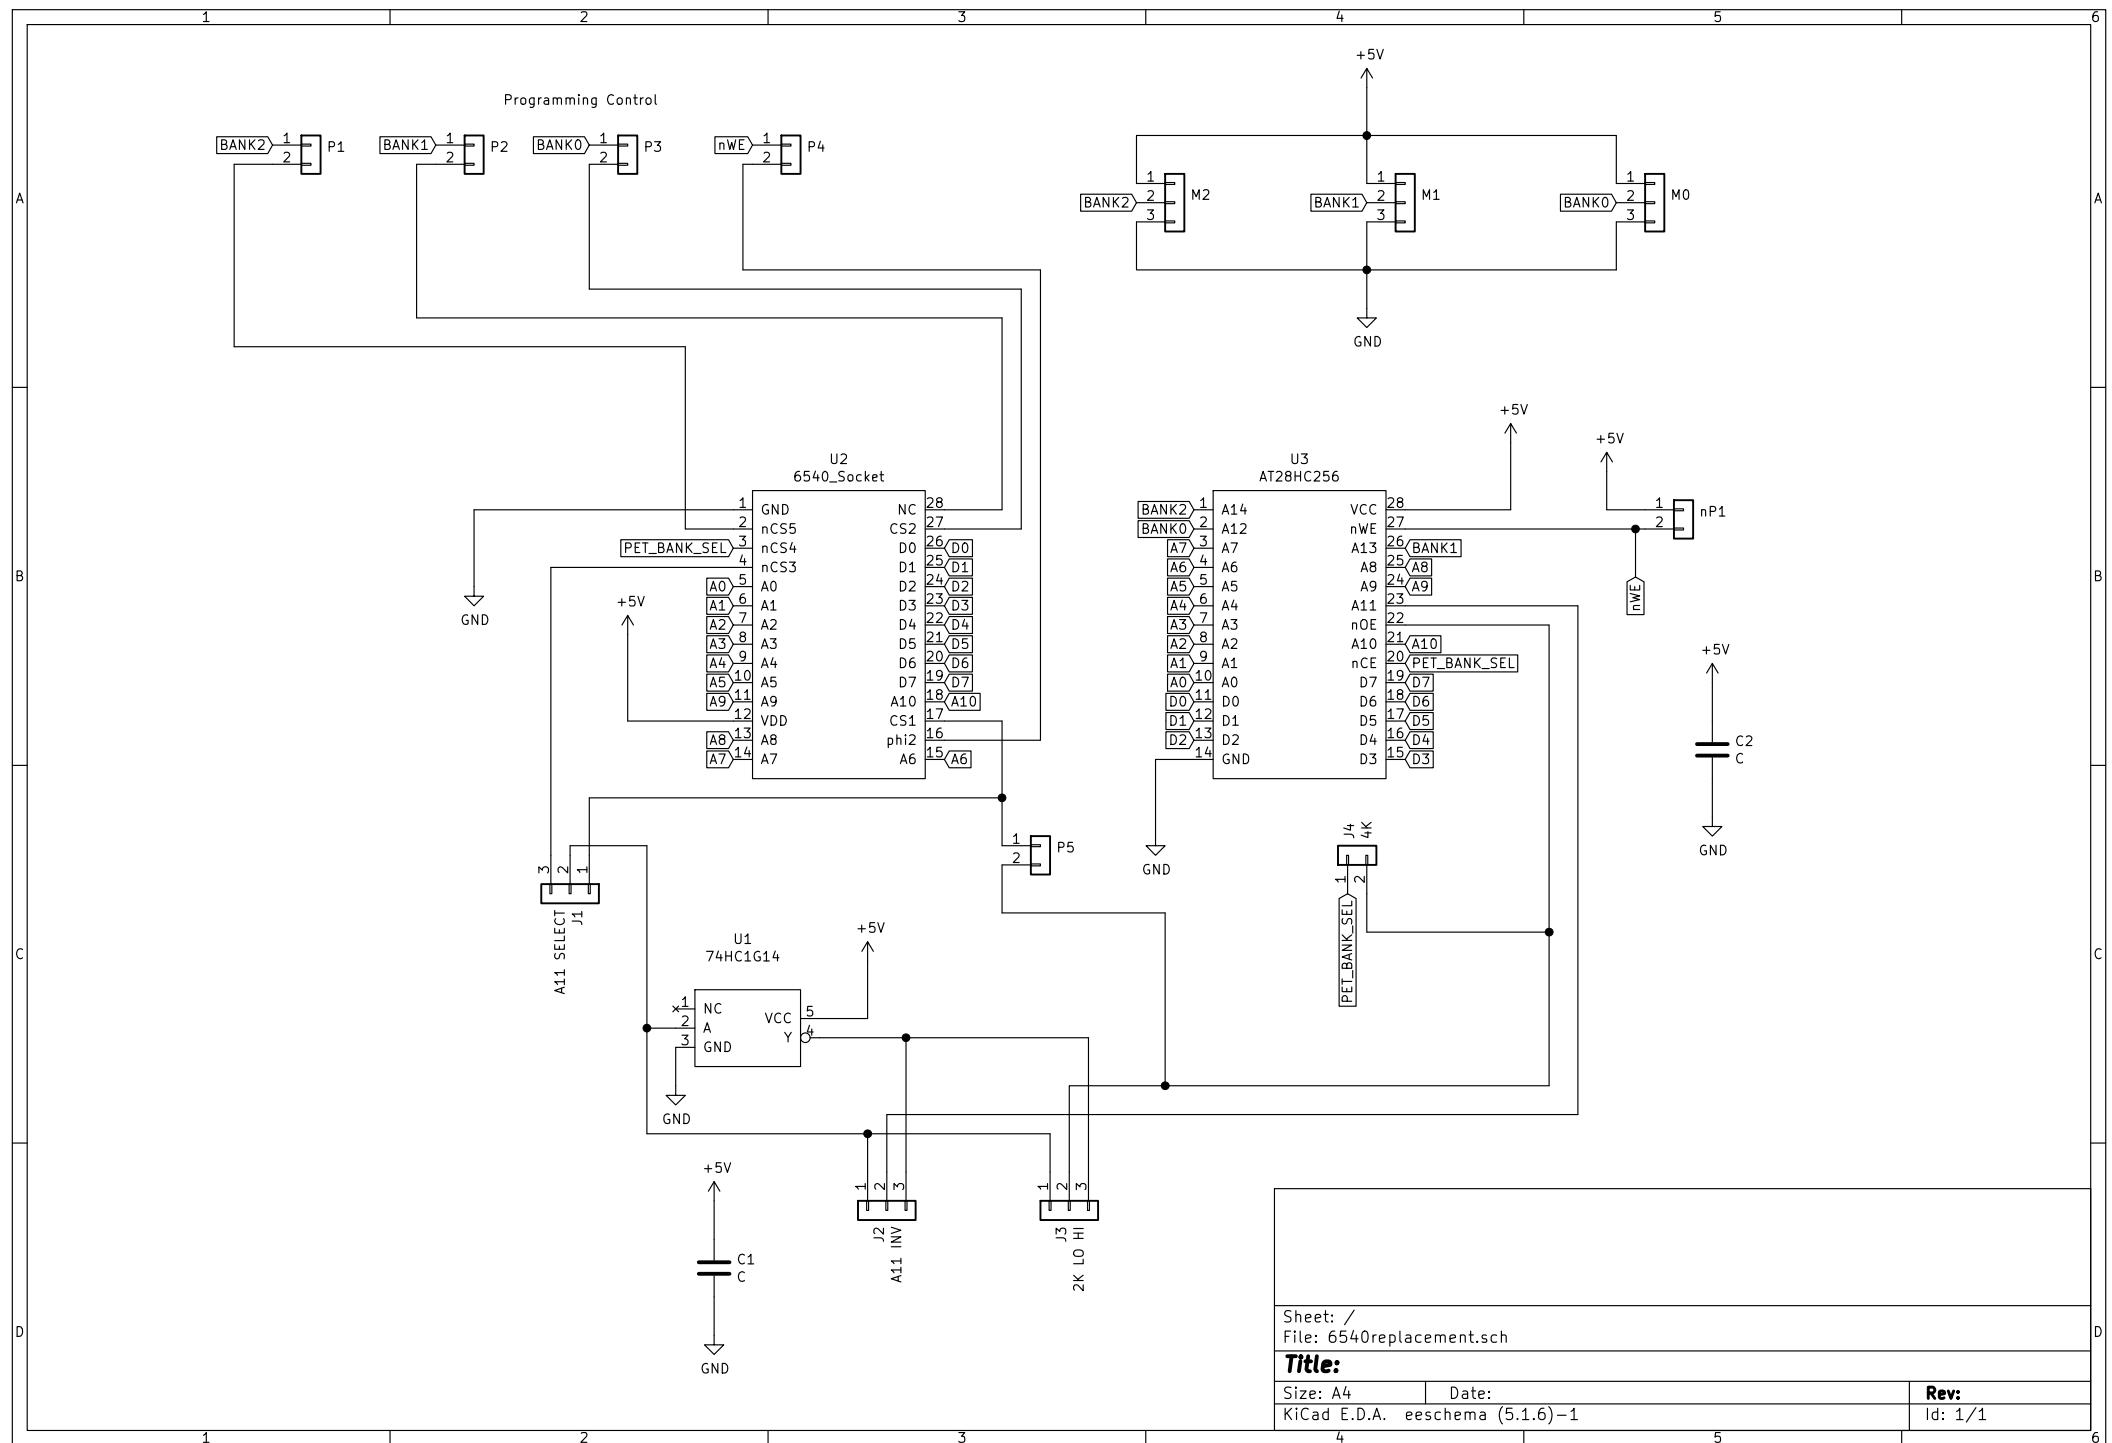 1 2 3 4 5 6
+5V
Programming Control
BANK2 1 2 P1
BANK1 1 2 P2
BANK0 1 2 P3
nWE 1 2 P4
A A
BANK2 1 2 3 M2
BANK1 1 2 3 M1
BANK0 1 2 3 M0
GND
U2
6540_Socket
1 GND NC 28
2 nCS5 CS2 27
PET_BANK_SEL 3 nCS4 D0 26 D0
4 nCS3 D1 25 D1
A0 5 A0 D2 24 D2
A1 6 A1 D3 23 D3
A2 7 A2 D4 22 D4
A3 8 A3 D5 21 D5
A4 9 A4 D6 20 D6
A5 10 A5 D7 19 D7
A9 11 A9 A10 18 A10
12 VDD CS1 17
A8 13 A8 phi2 16
A7 14 A7 A6 15 A6
GND
+5V
U3
AT28HC256
BANK2 1 A14 VCC 28
BANK0 2 A12 nWE 27
A7 3 A7 A13 26 BANK1
A6 4 A6 A8 25 A8
A5 5 A5 A9 24 A9
A4 6 A4 A11 23
A3 7 A3 nOE 22
A2 8 A2 A10 21 A10
A1 9 A1 nCE 20 PET_BANK_SEL
A0 10 A0 D7 19 D7
D0 11 D0 D6 18 D6
D1 12 D1 D5 17 D5
D2 13 D2 D4 16 D4
14 GND D3 15 D3
GND
+5V
+5V
1 2 nP1
nWE
B B
+5V
C2
C
GND
3 2 1
A11 SELECT
J1
1 2 P5
J4
4K
1 2
PET_BANK_SEL
C C
U1
74HC1G14
+5V
1 NC
2 A
3 GND
VCC 5
Y 4
GND
1 2 3
J2
A11 INV
1 2 3
J3
2K LO HI
+5V
C1
C
GND
D D
Sheet: /
File: 6540replacement.sch
Title:
Size: A4 Date: Rev:
KiCad E.D.A. eeschema (5.1.6)-1 Id: 1/1
1 2 3 4 5 6